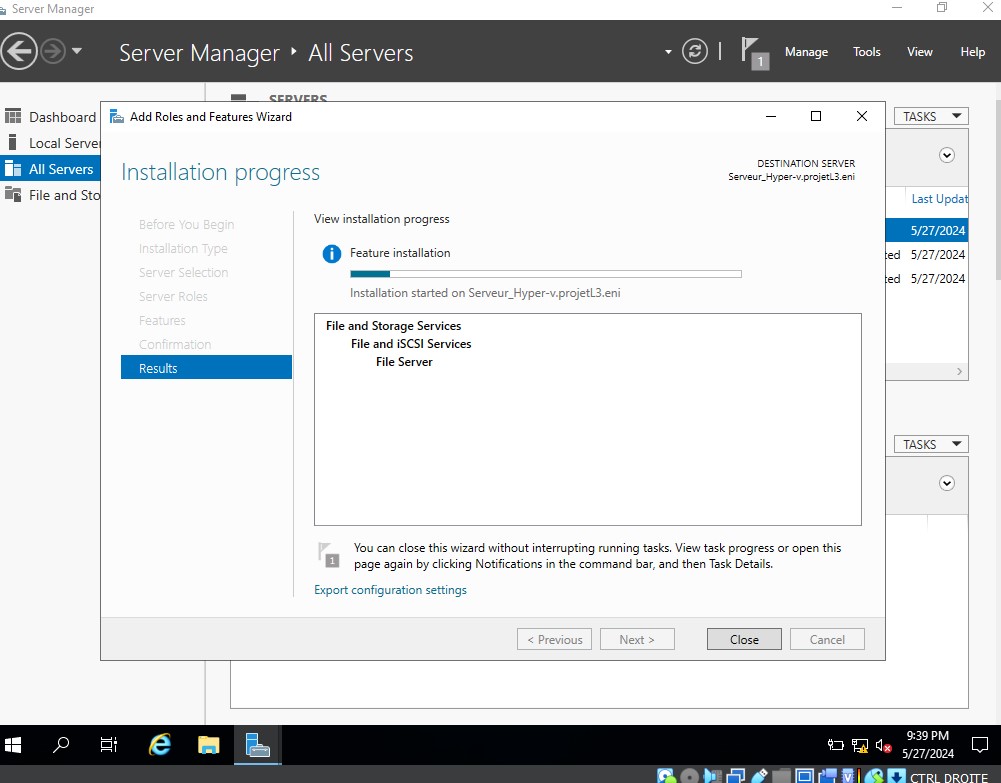 Server Manager
Server Manager ‣ All Servers
1
Manage
Tools
View
Help
Dashboard
Local Server
All Servers
File and Sto
SERVERS
TASKS
Last Updat
5/27/2024
ted 5/27/2024
ted 5/27/2024
TASKS
Add Roles and Features Wizard
Installation progress
DESTINATION SERVER
Serveur_Hyper-v.projetL3.eni
Before You Begin
Installation Type
Server Selection
Server Roles
Features
Confirmation
Results
View installation progress
Feature installation
Installation started on Serveur_Hyper-v.projetL3.eni
File and Storage Services
File and iSCSI Services
File Server
1
You can close this wizard without interrupting running tasks. View task progress or open this
page again by clicking Notifications in the command bar, and then Task Details.
Export configuration settings
< Previous
Next >
Close
Cancel
9:39 PM
5/27/2024
CTRL DROITE